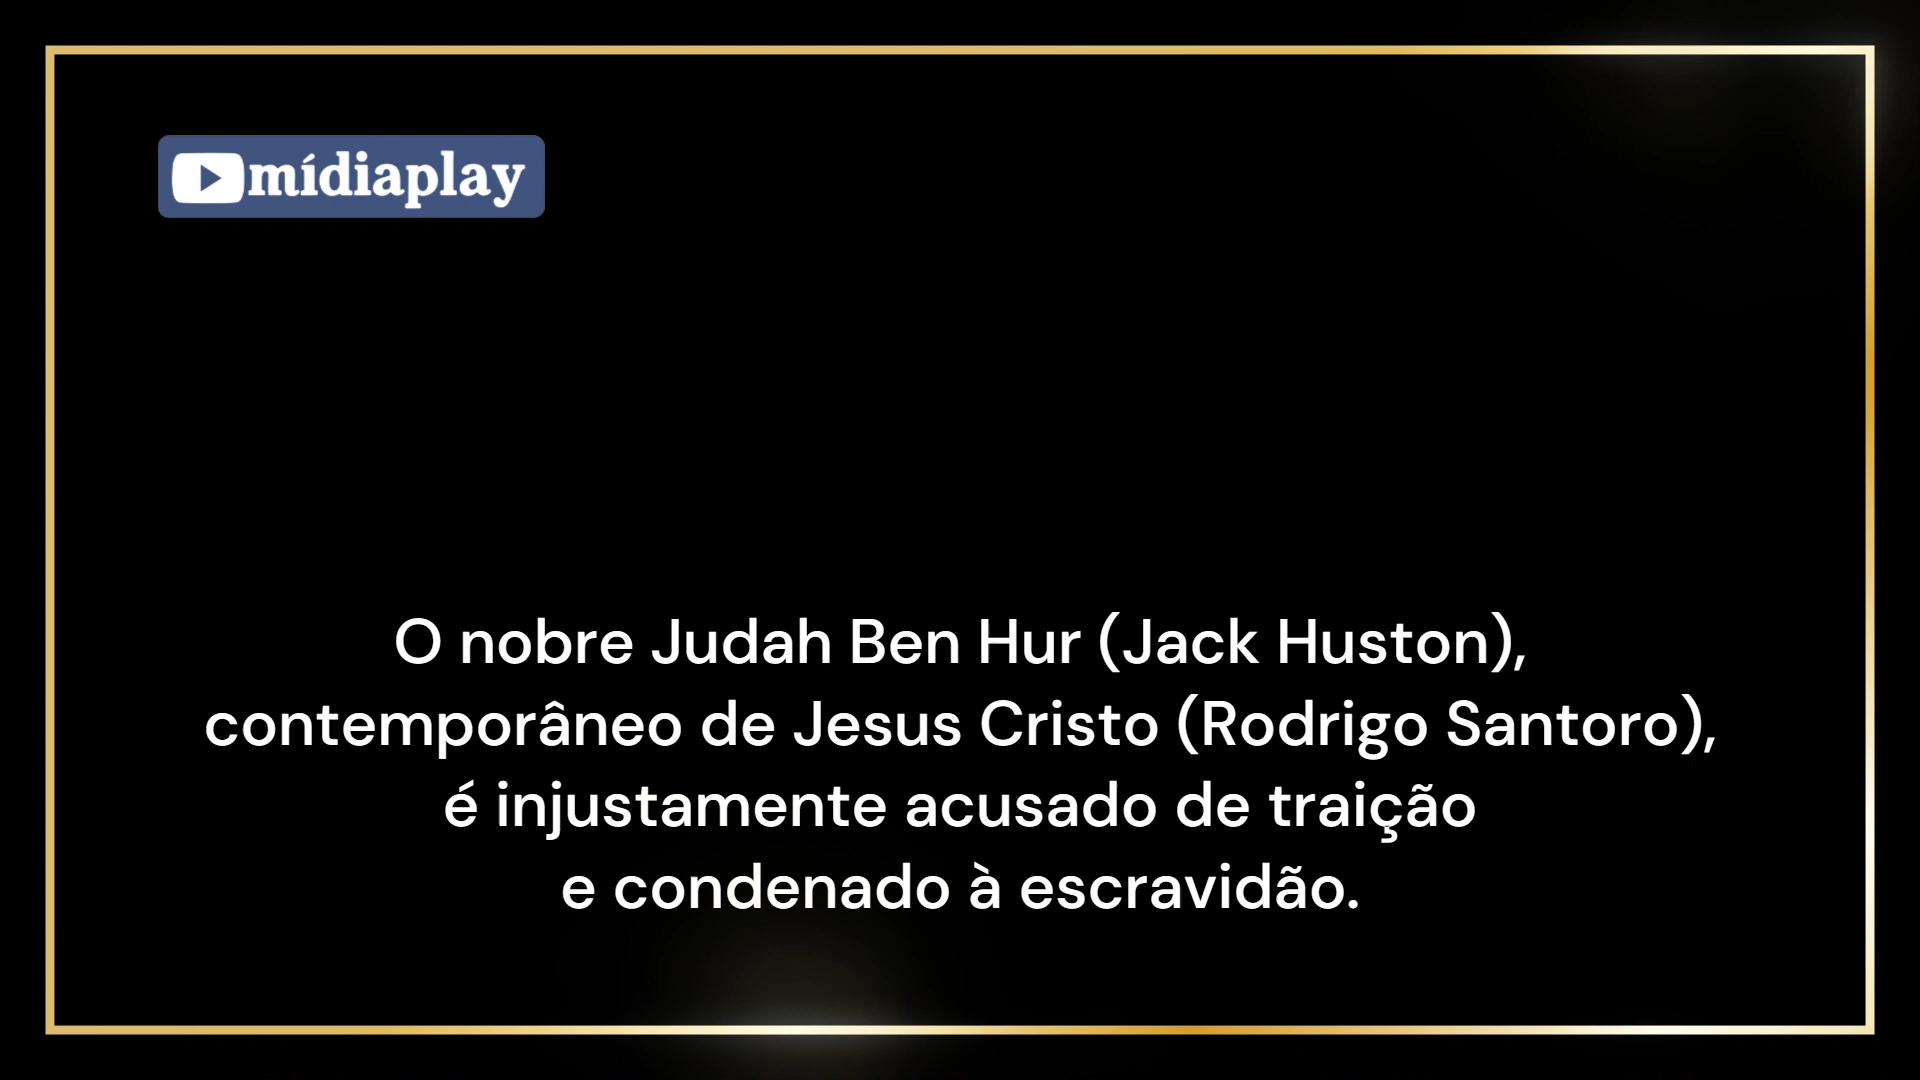 mídiaplay
O nobre Judah Ben Hur (Jack Huston),
contemporâneo de Jesus Cristo (Rodrigo Santoro),
é injustamente acusado de traição
e condenado à escravidão.